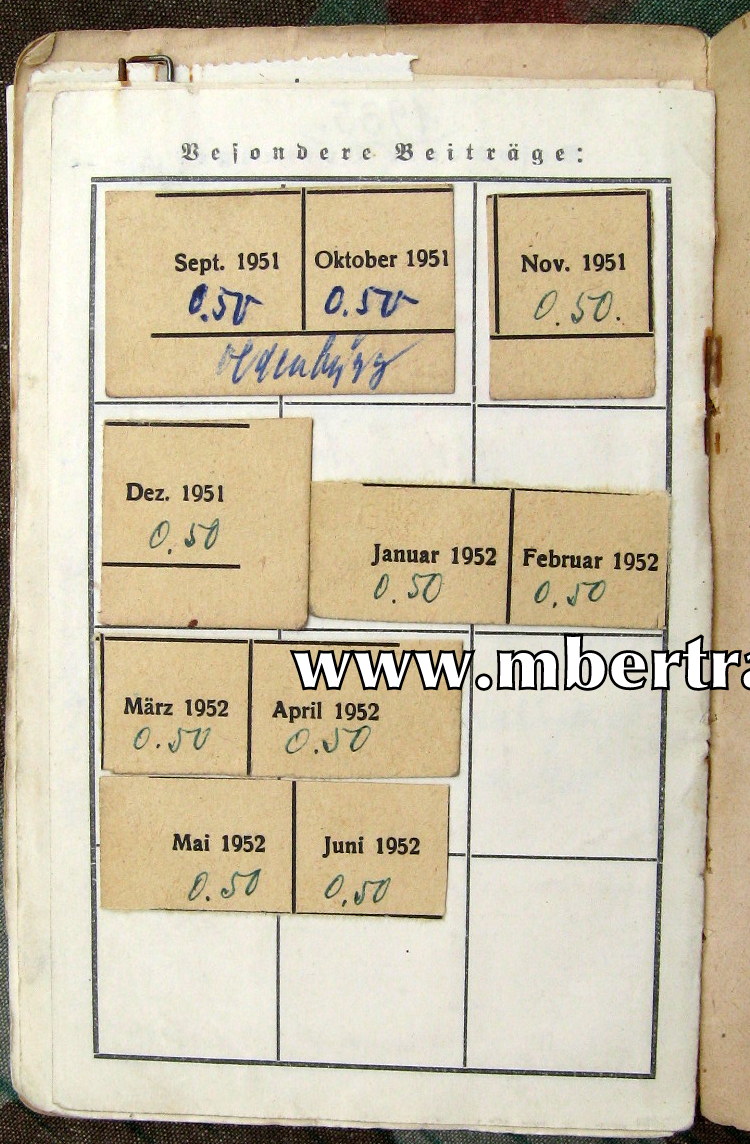 Besondere Beiträge:
Sept. 1951 Oktober 1951 Nov. 1951
0.50 0.50 0.50.
Oldenburg
Dez. 1951
0.50
Januar 1952 Februar 1952
0.50 0.50
www.mbertra
März 1952 April 1952
0.50 0.50
Mai 1952 Juni 1952
0.50 0.50